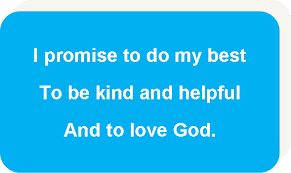 I promise to do my best
To be kind and helpful
And to love God.